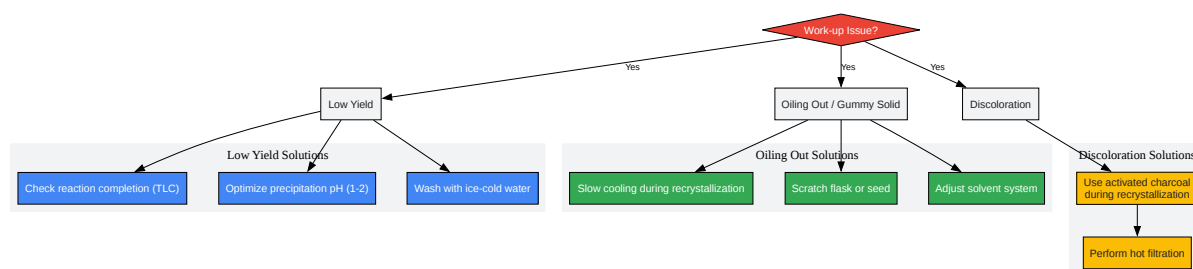 Work-up Issue?
Yes
Yes
Yes
Low Yield
Oiling Out / Gummy Solid
Discoloration
Low Yield Solutions
Oiling Out Solutions
Discoloration Solutions
Check reaction completion (TLC)
Optimize precipitation pH (1-2)
Wash with ice-cold water
Slow cooling during recrystallization
Scratch flask or seed
Adjust solvent system
Use activated charcoal
during recrystallization
Perform hot filtration